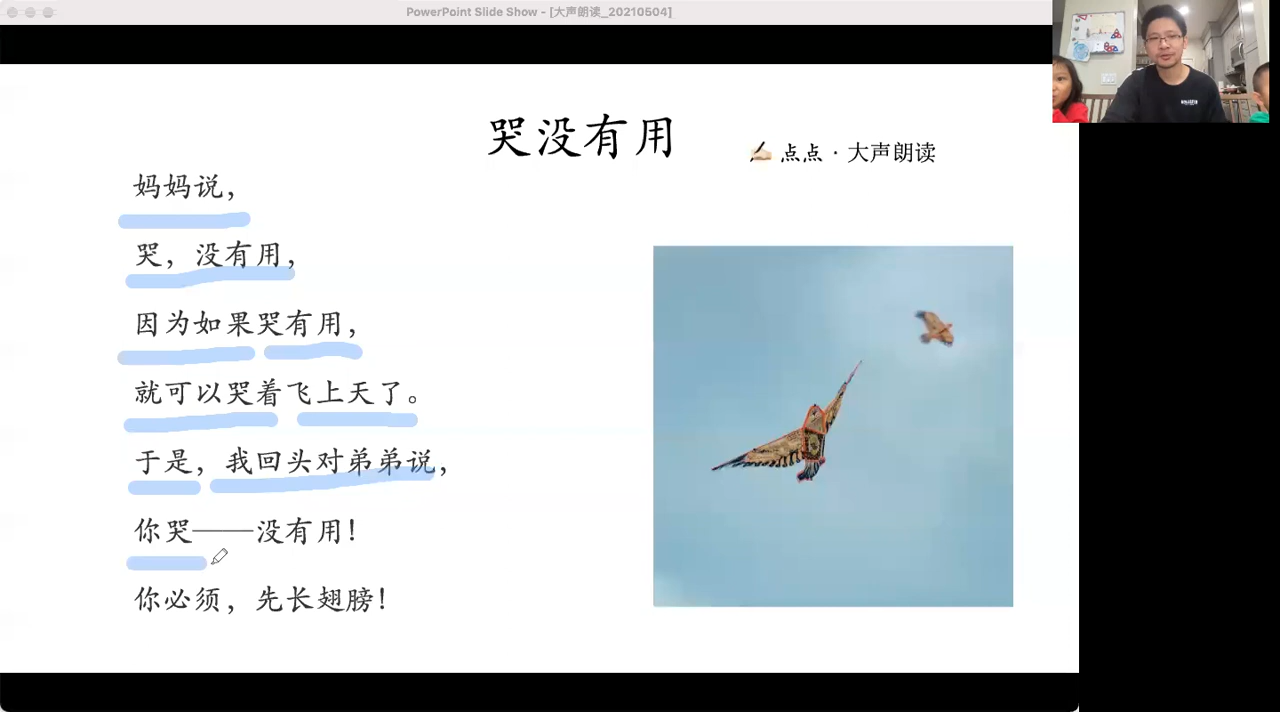 PowerPoint Slide Show - [大声朗读_20210504]
哭没有用
点点 · 大声朗读
妈妈说，
哭，没有用，
因为如果哭有用，
就可以哭着飞上天了。
于是，我回头对弟弟说，
你哭——没有用！
你必须，先长翅膀！